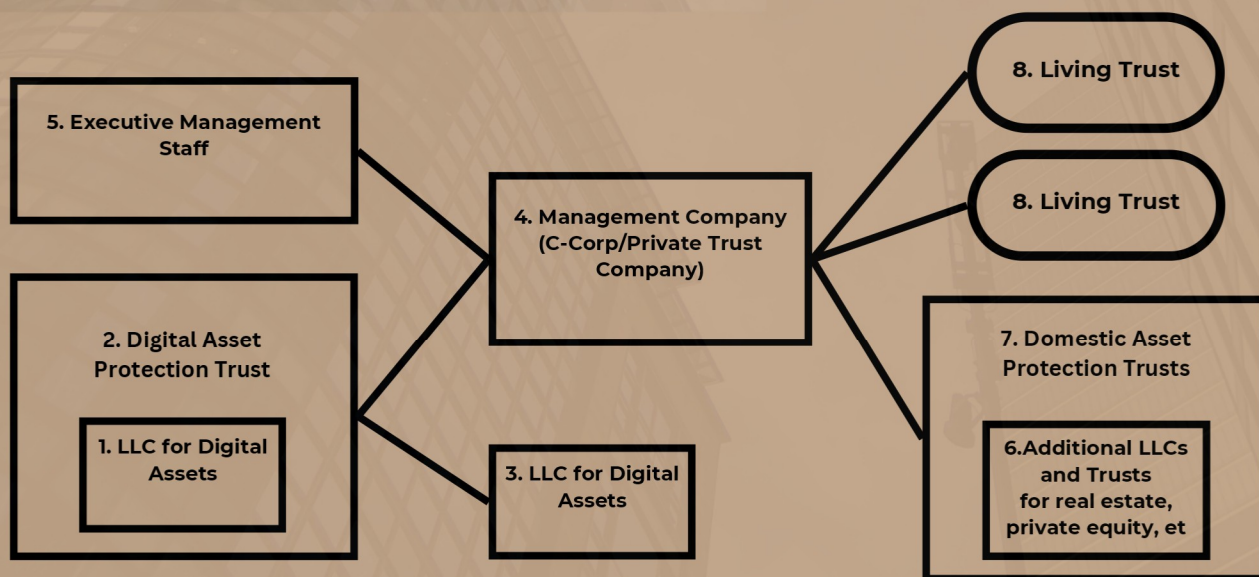 5. Executive Management
Staff
2. Digital Asset
Protection Trust
1. LLC for Digital
Assets
4. Management Company
(C-Corp/Private Trust
Company)
3. LLC for Digital
Assets
8. Living Trust
8. Living Trust
7. Domestic Asset
Protection Trusts
6.Additional LLCs
and Trusts
for real estate,
private equity, et